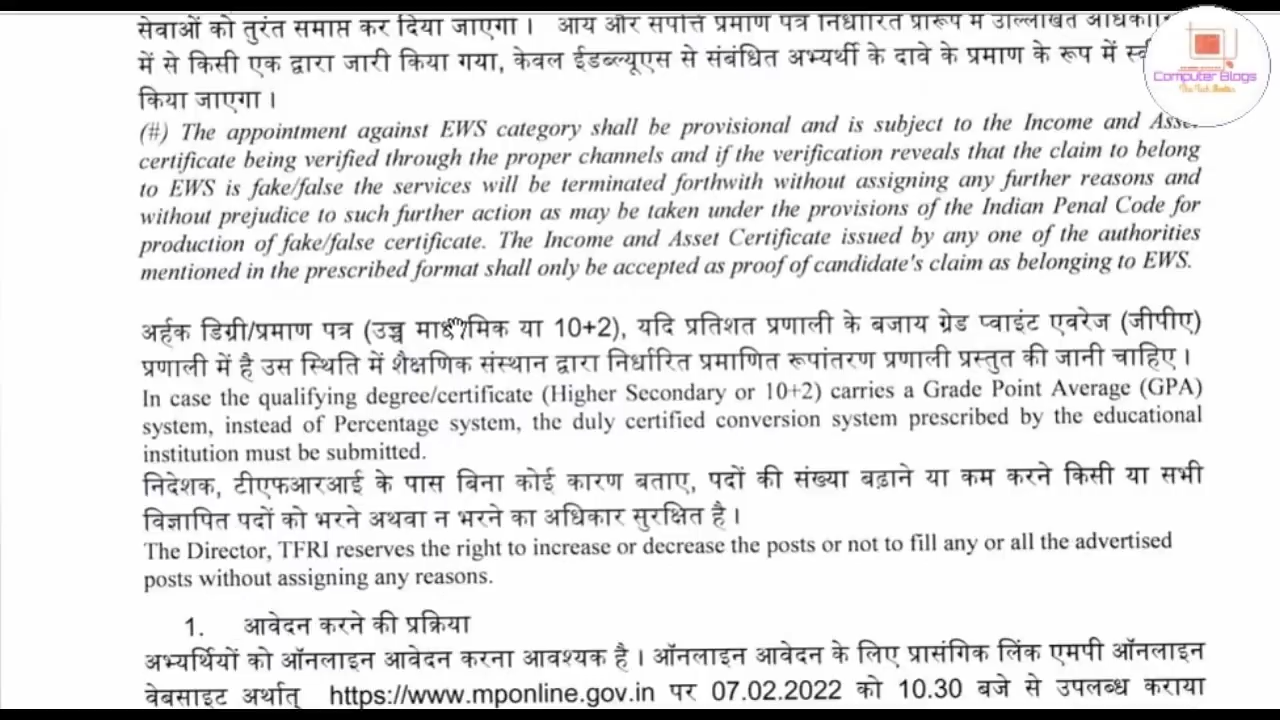 सेवाओं को तुरंत समाप्त कर दिया जाएगा। आय और संपत्ति प्रमाण पत्र निर्धारित प्रारूप में उल्लिखित
में से किसी एक द्वारा जारी किया गया, केवल ईडब्ल्यूएस से संबंधित अभ्यर्थी के दावे के प्रमाण के रूप में
किया जाएगा।
Computer Blogs
(#) The appointment against EWS category shall be provisional and is subject to the Income and Asset
certificate being verified through the proper channels and if the verification reveals that the claim to belong
to EWS is fake/false the services will be terminated forthwith without assigning any further reasons and
without prejudice to such further action as may be taken under the provisions of the Indian Penal Code for
production of fake/false certificate. The Income and Asset Certificate issued by any one of the authorities
mentioned in the prescribed format shall only be accepted as proof of candidate's claim as belonging to EWS.
अर्हक डिग्री/प्रमाण पत्र (उच्च माध्यमिक या 10+2), यदि प्रतिशत प्रणाली के बजाय ग्रेड प्वाइंट एवरेज (जीपीए)
प्रणाली में है उस स्थिति में शैक्षणिक संस्थान द्वारा निर्धारित प्रमाणित रूपांतरण प्रणाली प्रस्तुत की जानी चाहिए।
In case the qualifying degree/certificate (Higher Secondary or 10+2) carries a Grade Point Average (GPA)
system, instead of Percentage system, the duly certified conversion system prescribed by the educational
institution must be submitted.
निदेशक, टीएफआरआई के पास बिना कोई कारण बताए, पदों की संख्या बढ़ाने या कम करने किसी या सभी
विज्ञापित पदों को भरने अथवा न भरने का अधिकार सुरक्षित है।
The Director, TFRI reserves the right to increase or decrease the posts or not to fill any or all the advertised
posts without assigning any reasons.
1. आवेदन करने की प्रक्रिया
अभ्यर्थियों को ऑनलाइन आवेदन करना आवश्यक है। ऑनलाइन आवेदन के लिए प्रासंगिक लिंक एमपी ऑनलाइन
वेबसाइट अर्थात् https://www.mponline.gov.in पर 07.02.2022 को 10.30 बजे से उपलब्ध कराया